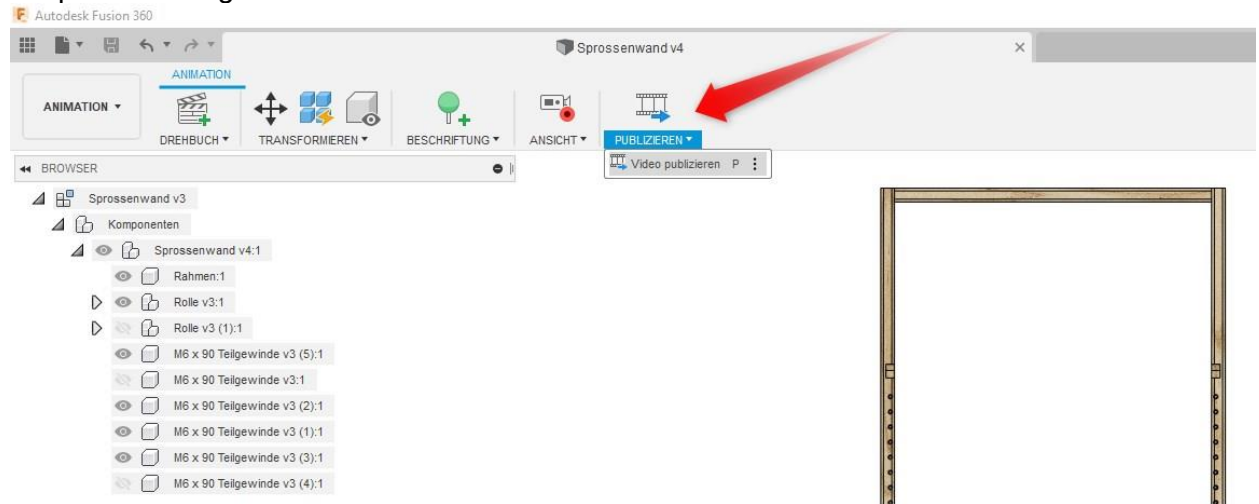 Autodesk Fusion 360
Sprossenwand v4
ANIMATION
ANIMATION
DREHBUCH
TRANSFORMIEREN
BESCHRIFTUNG
ANSICHT
PUBLIZIEREN
Video publizieren P
BROWSER
Sprossenwand v3
Komponenten
Sprossenwand v4:1
Rahmen:1
Rolle v3:1
Rolle v3 (1):1
M6 x 90 Teilgewinde v3 (5):1
M6 x 90 Teilgewinde v3:1
M6 x 90 Teilgewinde v3 (2):1
M6 x 90 Teilgewinde v3 (1):1
M6 x 90 Teilgewinde v3 (3):1
M6 x 90 Teilgewinde v3 (4):1